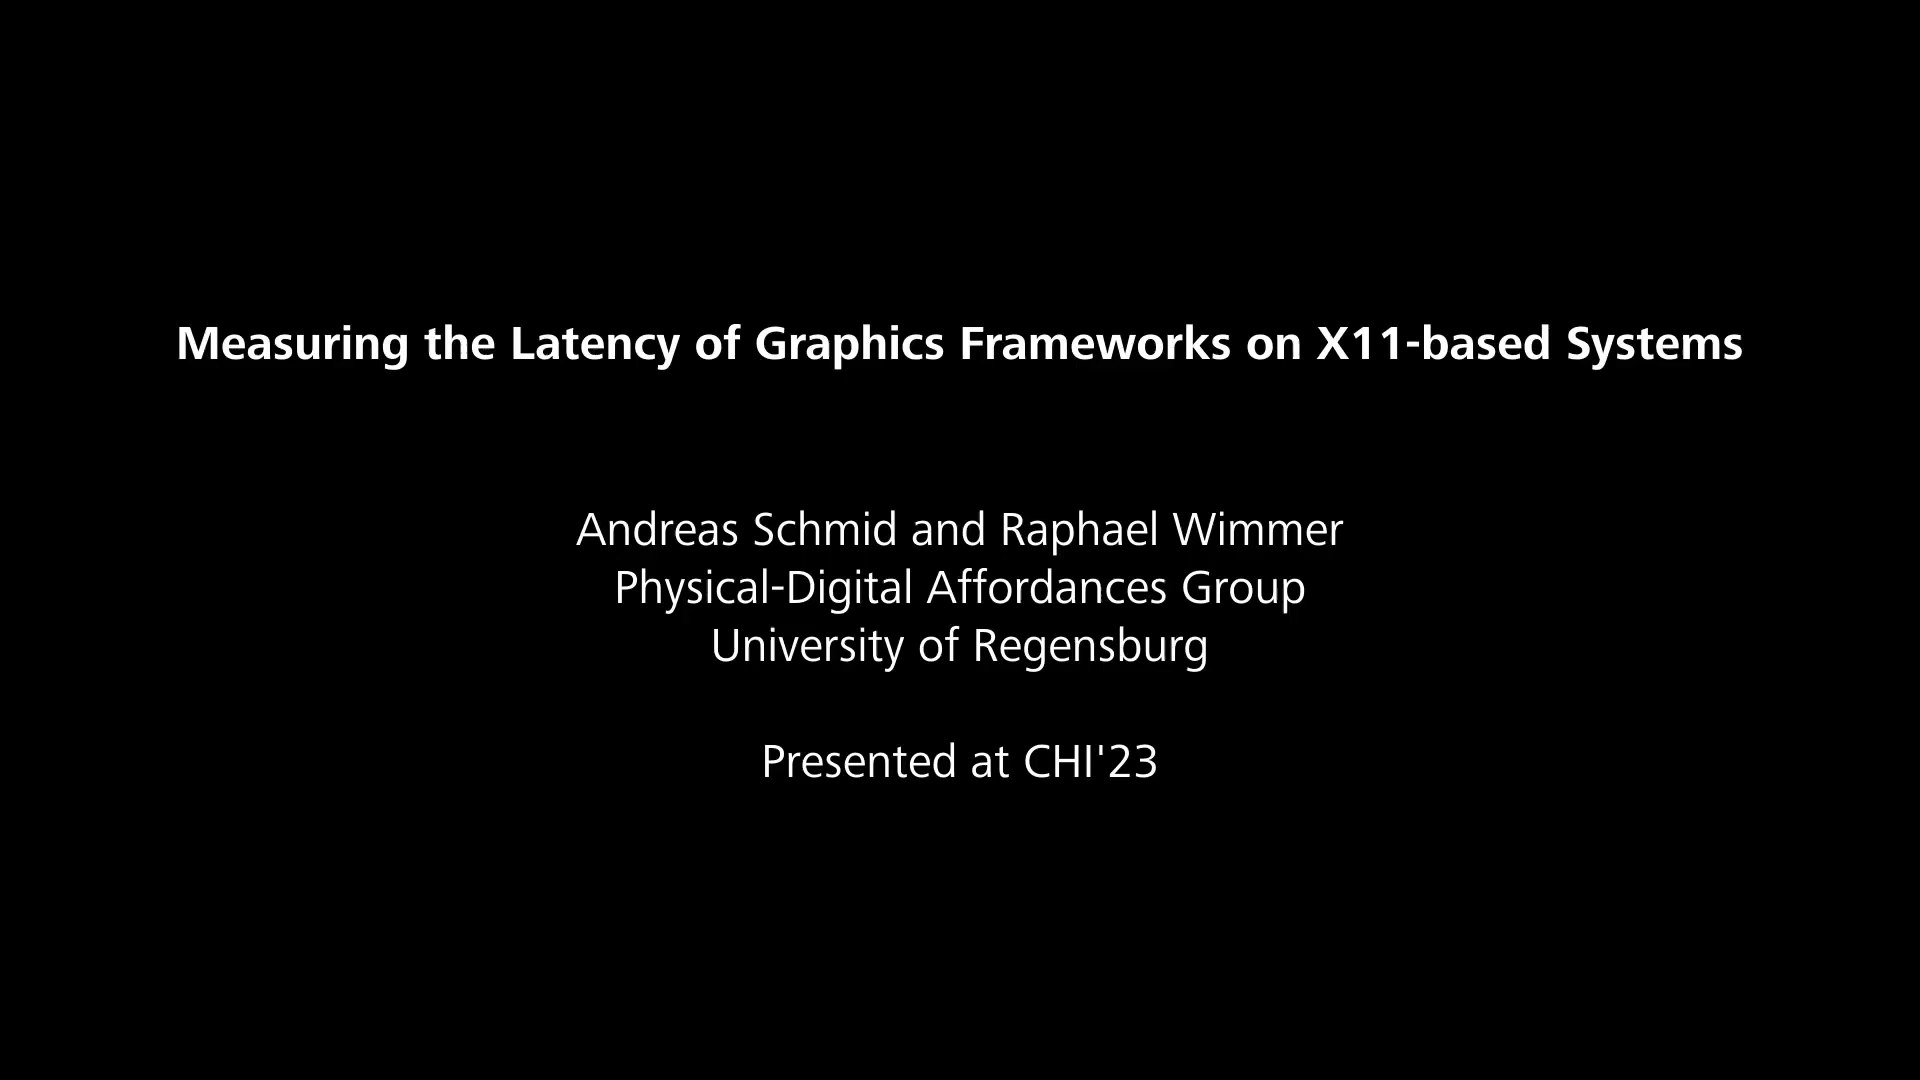 Measuring the Latency of Graphics Frameworks on X11-based Systems
Andreas Schmid and Raphael Wimmer
Physical-Digital Affordances Group
University of Regensburg
Presented at CHI'23